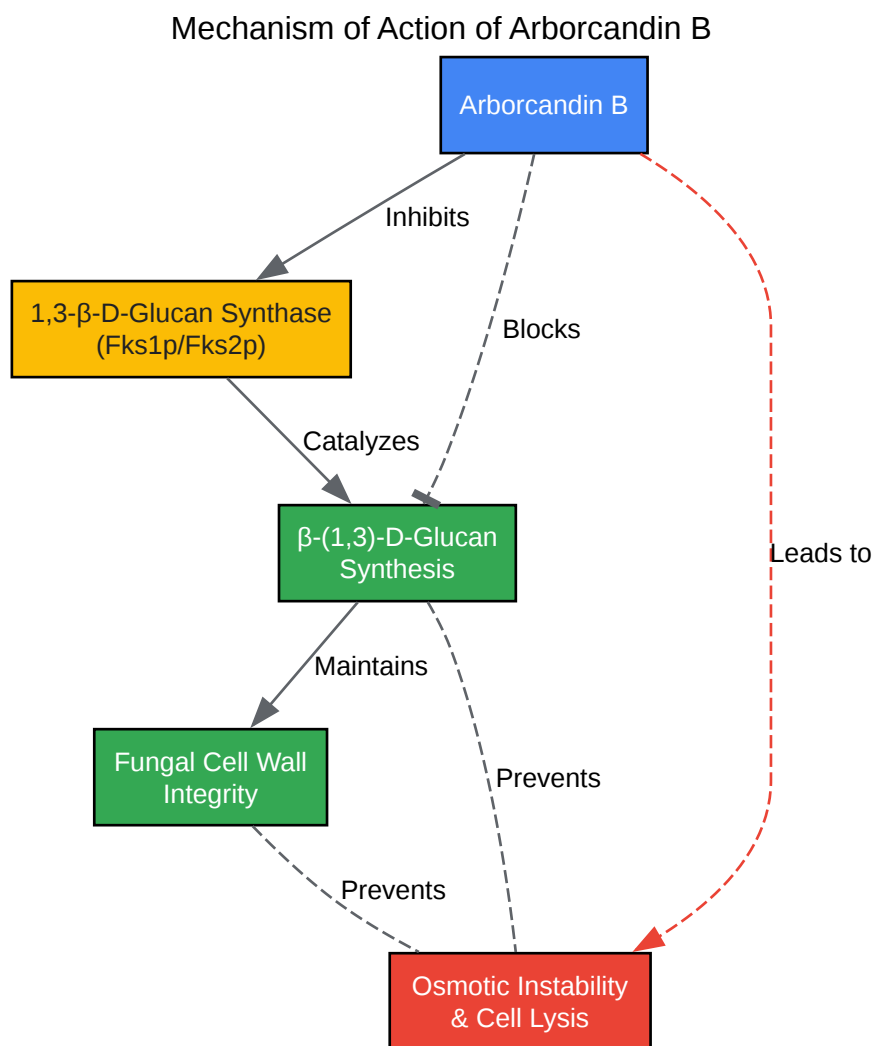 Mechanism of Action of Arborcandin B
Arborcandin B
Inhibits
1,3-β-D-Glucan Synthase
(Fks1p/Fks2p)
Blocks
Catalyzes
β-(1,3)-D-Glucan
Synthesis
Leads to
Maintains
Fungal Cell Wall
Integrity
Prevents
Prevents
Osmotic Instability
& Cell Lysis